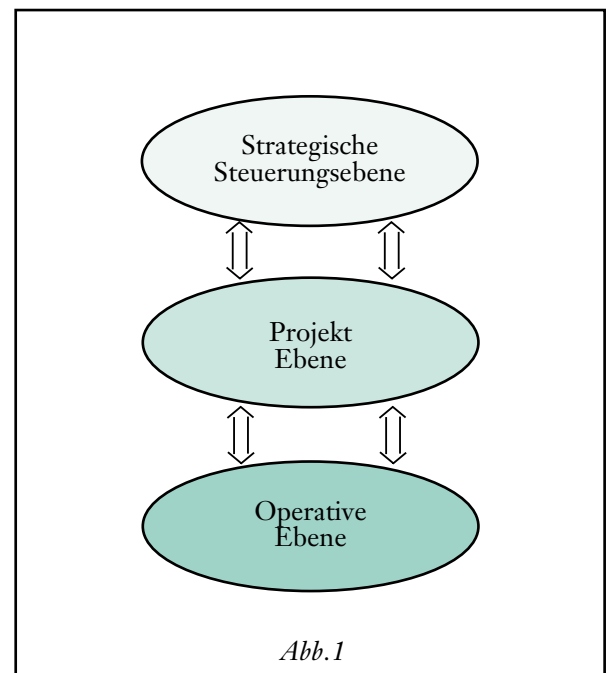 Strategische
Steuerungsebene
Projekt
Ebene
Operative
Ebene
Abb.1